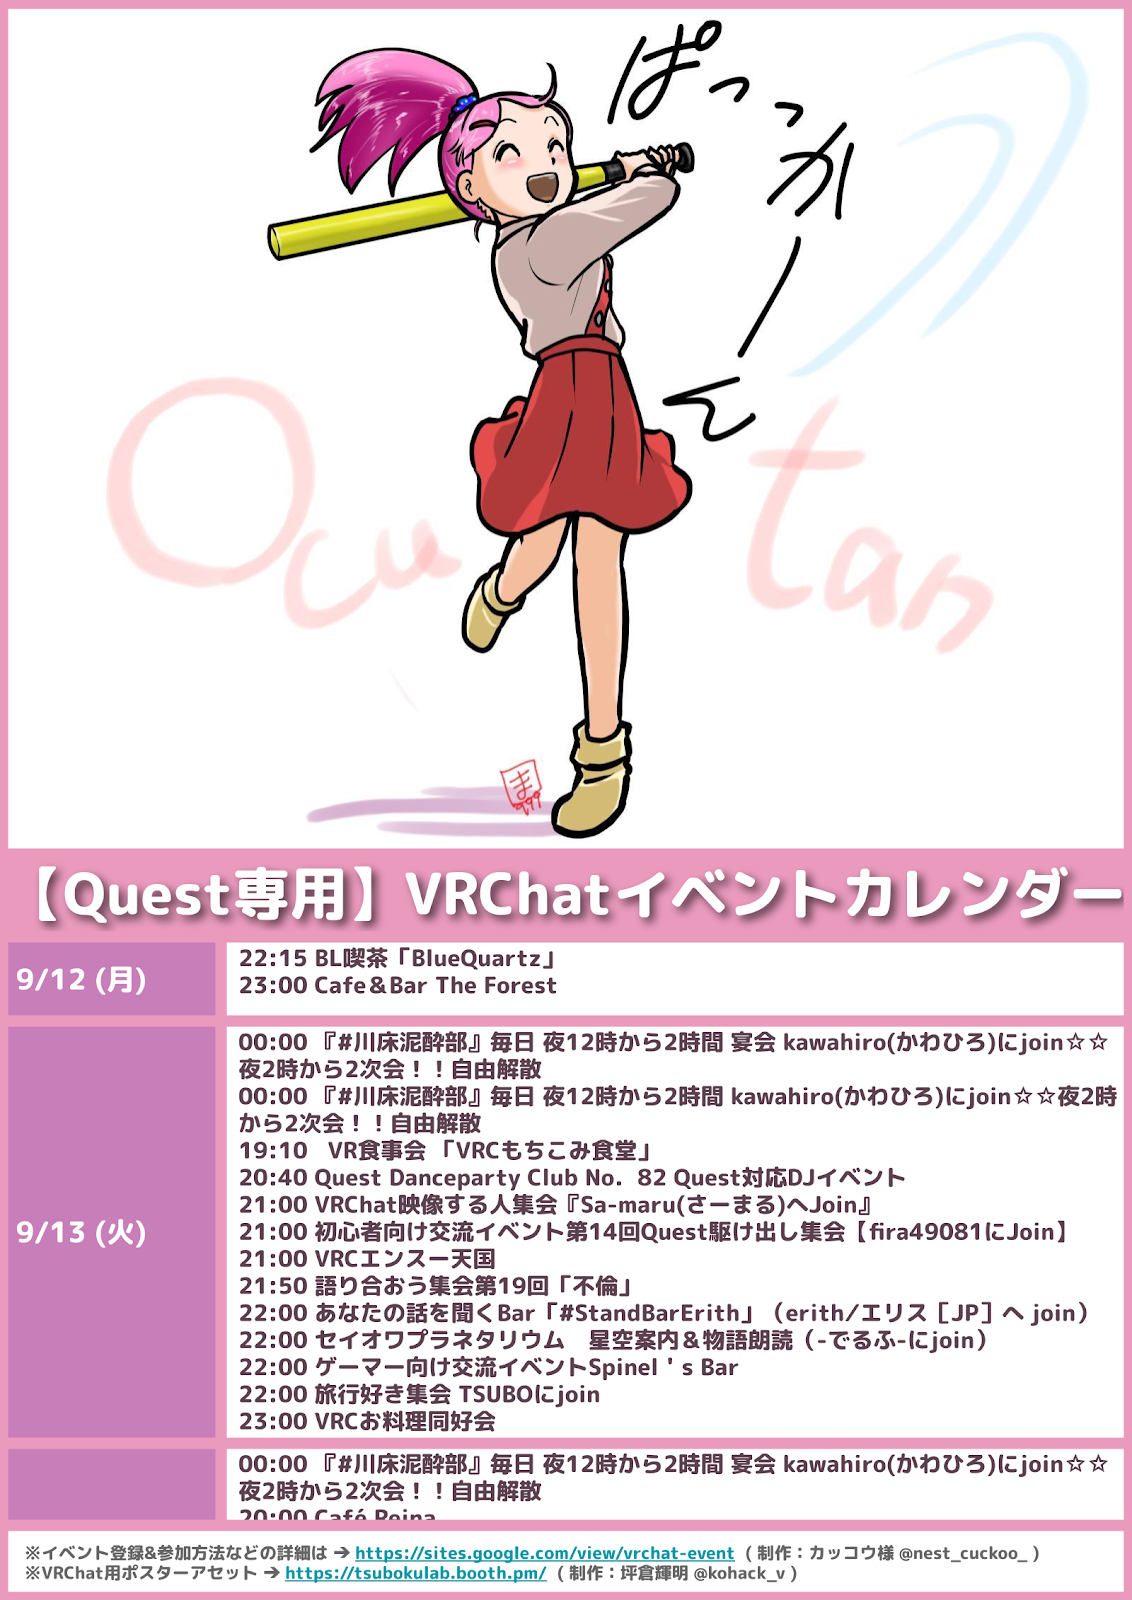 ぱっっかーん
Ocu tan
ま
999
【Quest専用】VRChatイベントカレンダー
9/12 (月)
22:15 BL喫茶「BlueQuartz」
23:00 Cafe＆Bar The Forest
9/13 (火)
00:00 『#川床泥酔部』毎日 夜12時から2時間 宴会 kawahiro(かわひろ)にjoin☆☆
夜2時から2次会！！自由解散
00:00 『#川床泥酔部』毎日 夜12時から2時間 kawahiro(かわひろ)にjoin☆☆夜2時
から2次会！！自由解散
19:10　VR食事会 「VRCもちこみ食堂」
20:40 Quest Danceparty Club No．82 Quest対応DJイベント
21:00 VRChat映像する人集会『Sa-maru(さーまる)へJoin』
21:00 初心者向け交流イベント第14回Quest駆け出し集会【fira49081にJoin】
21:00 VRCエンスー天国
21:50 語り合おう集会第19回「不倫」
22:00 あなたの話を聞くBar「#StandBarErith」（erith/エリス［JP］へ join）
22:00 セイオワプラネタリウム　星空案内＆物語朗読（-でるふ-にjoin）
22:00 ゲーマー向け交流イベントSpinel＇s Bar
22:00 旅行好き集会 TSUBOにjoin
23:00 VRCお料理同好会
00:00 『#川床泥酔部』毎日 夜12時から2時間 宴会 kawahiro(かわひろ)にjoin☆☆
夜2時から2次会！！自由解散
20:00 Café Reina
※イベント登録&参加方法などの詳細は ➔ https://sites.google.com/view/vrchat-event （制作：カッコウ様 @nest_cuckoo_ ）
※VRChat用ポスターアセット ➔ https://tsubokulab.booth.pm/ （制作：坪倉輝明 @kohack_v ）